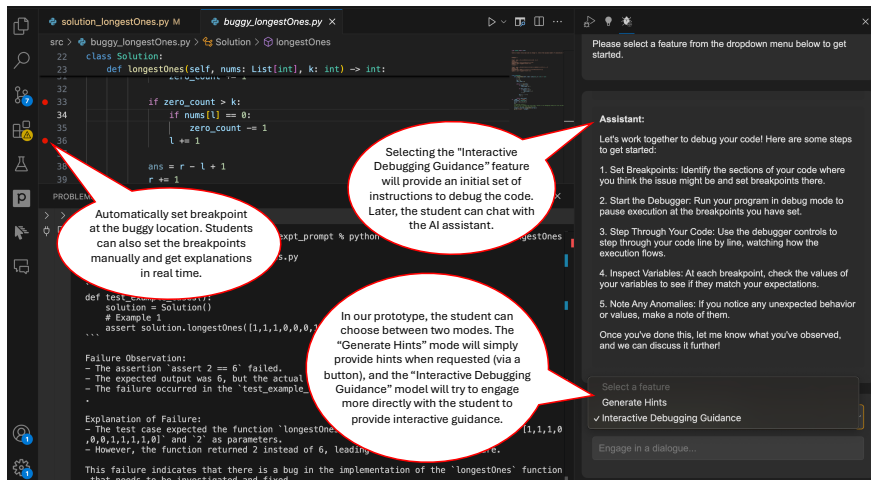 solution_longestOnes.py M
buggy_longestOnes.py ×
src > buggy_longestOnes.py > Solution > longestOnes
22 class Solution:
23 def longestOnes(self, nums: List[int], k: int) -> int:
32
33 if zero_count > k:
34 if nums[l] == 0:
35 zero_count -= 1
36 l += 1
38 ans = r - l + 1
39 r += 1
PROBLEM
Automatically set breakpoint
at the buggy location. Students
can also set the breakpoints
manually and get explanations
in real time.
expt_prompt % python
gestOnes
s.py
def test_example_cases():
solution = Solution()
# Example 1
assert solution.longestOnes([1,1,1,0,0,0,1
```
Failure Observation:
- The assertion `assert 2 == 6` failed.
- The expected output was 6, but the actual
- The failure occurred in the `test_example_
.
Explanation of Failure:
- The test case expected the function `longestOnes
[1,1,1,0
,0,0,1,1,1,1,0]` and `2` as parameters.
- However, the function returned 2 instead of 6, leading
re.
This failure indicates that there is a bug in the implementation of the `longestOnes` function
that needs to be investigated and fixed.
Selecting the "Interactive
Debugging Guidance” feature
will provide an initial set of
instructions to debug the code.
Later, the student can chat with
the AI assistant.
In our prototype, the student can
choose between two modes. The
“Generate Hints” mode will simply
provide hints when requested (via a
button), and the “Interactive Debugging
Guidance” model will try to engage
more directly with the student to
provide interactive guidance.
Please select a feature from the dropdown menu below to get
started.
Assistant:
Let's work together to debug your code! Here are some steps
to get started:
1. Set Breakpoints: Identify the sections of your code where
you think the issue might be and set breakpoints there.
2. Start the Debugger: Run your program in debug mode to
pause execution at the breakpoints you have set.
3. Step Through Your Code: Use the debugger controls to
step through your code line by line, watching how the
execution flows.
4. Inspect Variables: At each breakpoint, check the values of
your variables to see if they match your expectations.
5. Note Any Anomalies: If you notice any unexpected behavior
or values, make a note of them.
Once you've done this, let me know what you've observed,
and we can discuss it further!
Select a feature
Generate Hints
✓ Interactive Debugging Guidance
Engage in a dialogue...
7
1
1